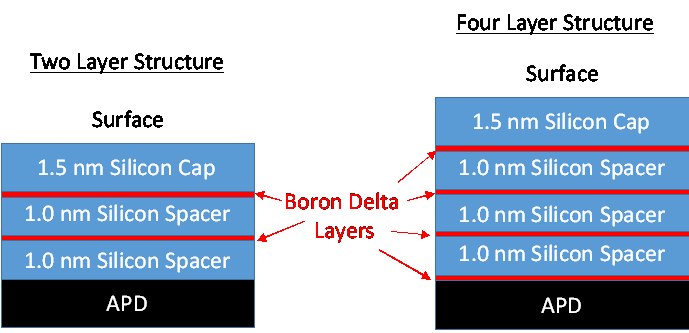 Two Layer Structure
Surface
1.5 nm Silicon Cap
1.0 nm Silicon Spacer
1.0 nm Silicon Spacer
APD
Boron Delta
Layers
Four Layer Structure
Surface
1.5 nm Silicon Cap
1.0 nm Silicon Spacer
1.0 nm Silicon Spacer
1.0 nm Silicon Spacer
APD